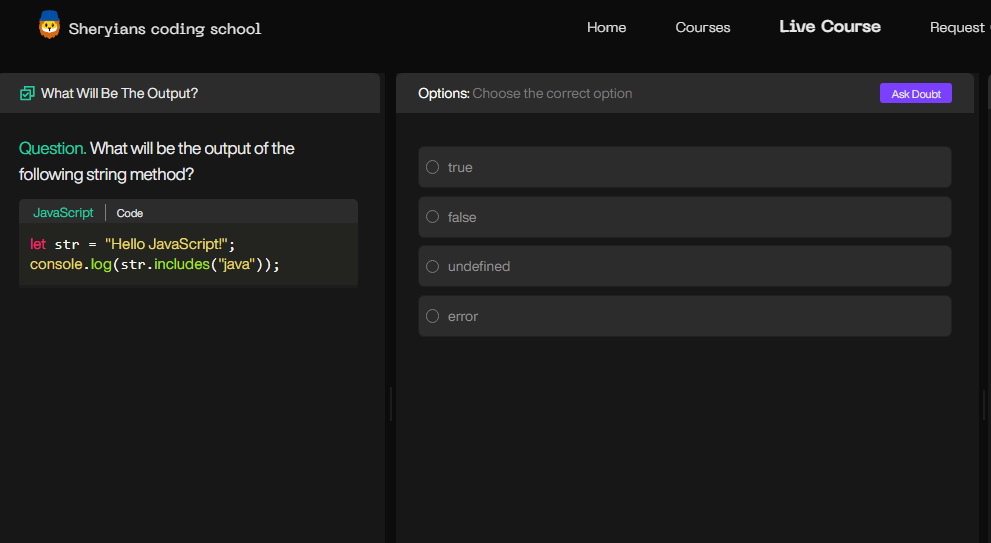 Sheryians coding school
Home
Courses
Live Course
Request
What Will Be The Output?
Question. What will be the output of the
following string method?
JavaScript
Code
let str = "Hello JavaScript!";
console.log(str.includes("java"));
Options: Choose the correct option
Ask Doubt
true
false
undefined
error